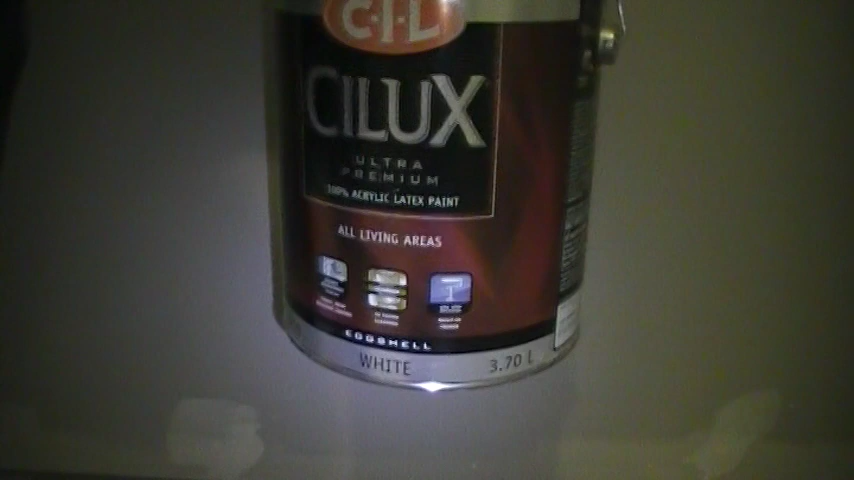 C·I·L
CILUX
ULTRA
PREMIUM
100% ACRYLIC LATEX PAINT
ALL LIVING AREAS
EGGSHELL
WHITE 3.70 L